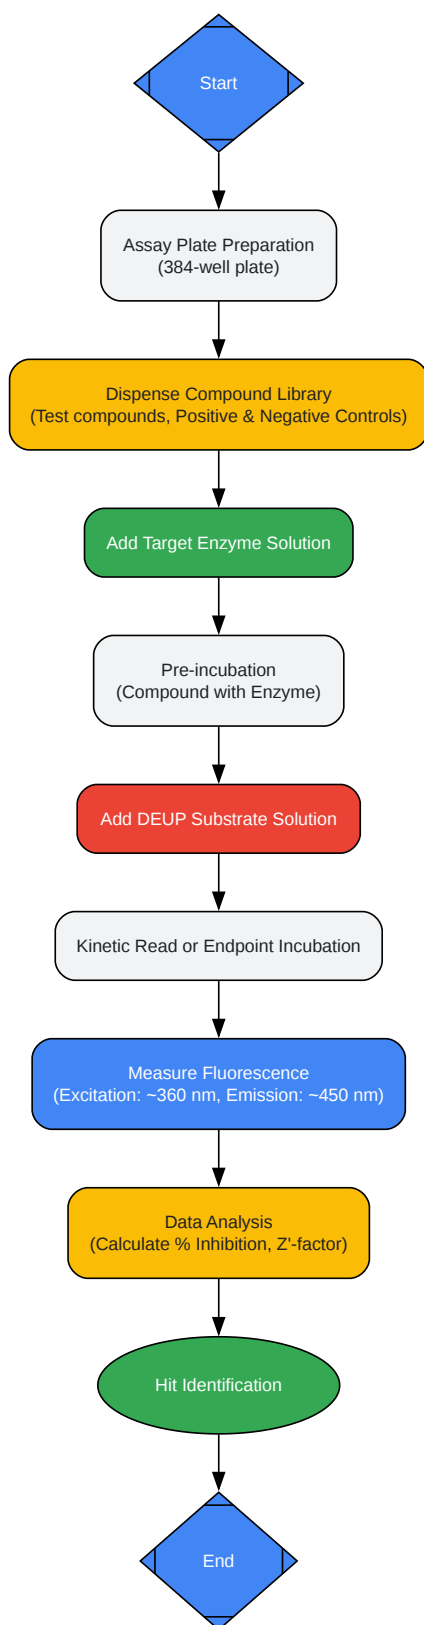 Start
Assay Plate Preparation
(384-well plate)
Dispense Compound Library
(Test compounds, Positive & Negative Controls)
Add Target Enzyme Solution
Pre-incubation
(Compound with Enzyme)
Add DEUP Substrate Solution
Kinetic Read or Endpoint Incubation
Measure Fluorescence
(Excitation: ~360 nm, Emission: ~450 nm)
Data Analysis
(Calculate % Inhibition, Z'-factor)
Hit Identification
End